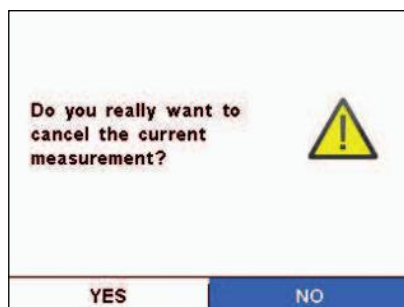 Do you really want to
cancel the current
measurement?
YES
NO